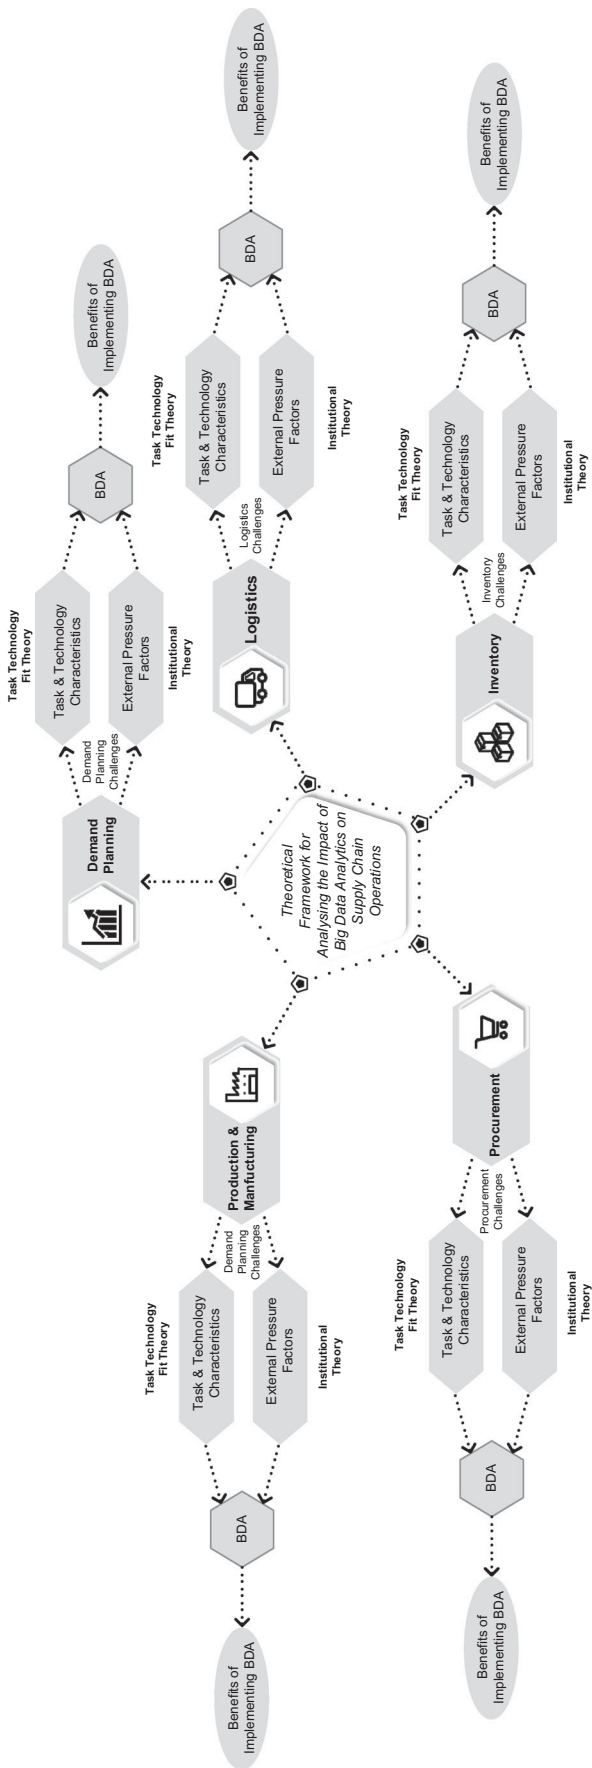 Theoretical
Framework for
Analysing the Impact of
Big Data Analytics on
Supply Chain
Operations
Demand
Planning
Demand
Planning
Challenges
Task Technology
Fit Theory
Task & Technology
Characteristics
External Pressure
Factors
Institutional
Theory
BDA
Benefits of
Implementing BDA
Logistics
Logistics
Challenges
Task Technology
Fit Theory
Task & Technology
Characteristics
External Pressure
Factors
Institutional
Theory
BDA
Benefits of
Implementing BDA
Inventory
Inventory
Challenges
Task Technology
Fit Theory
Task & Technology
Characteristics
External Pressure
Factors
Institutional
Theory
BDA
Benefits of
Implementing BDA
Procurement
Procurement
Challenges
Task Technology
Fit Theory
Task & Technology
Characteristics
External Pressure
Factors
Institutional
Theory
BDA
Benefits of
Implementing BDA
Production &
Manfucturing
Demand
Planning
Challenges
Task Technology
Fit Theory
Task & Technology
Characteristics
External Pressure
Factors
Institutional
Theory
BDA
Benefits of
Implementing BDA